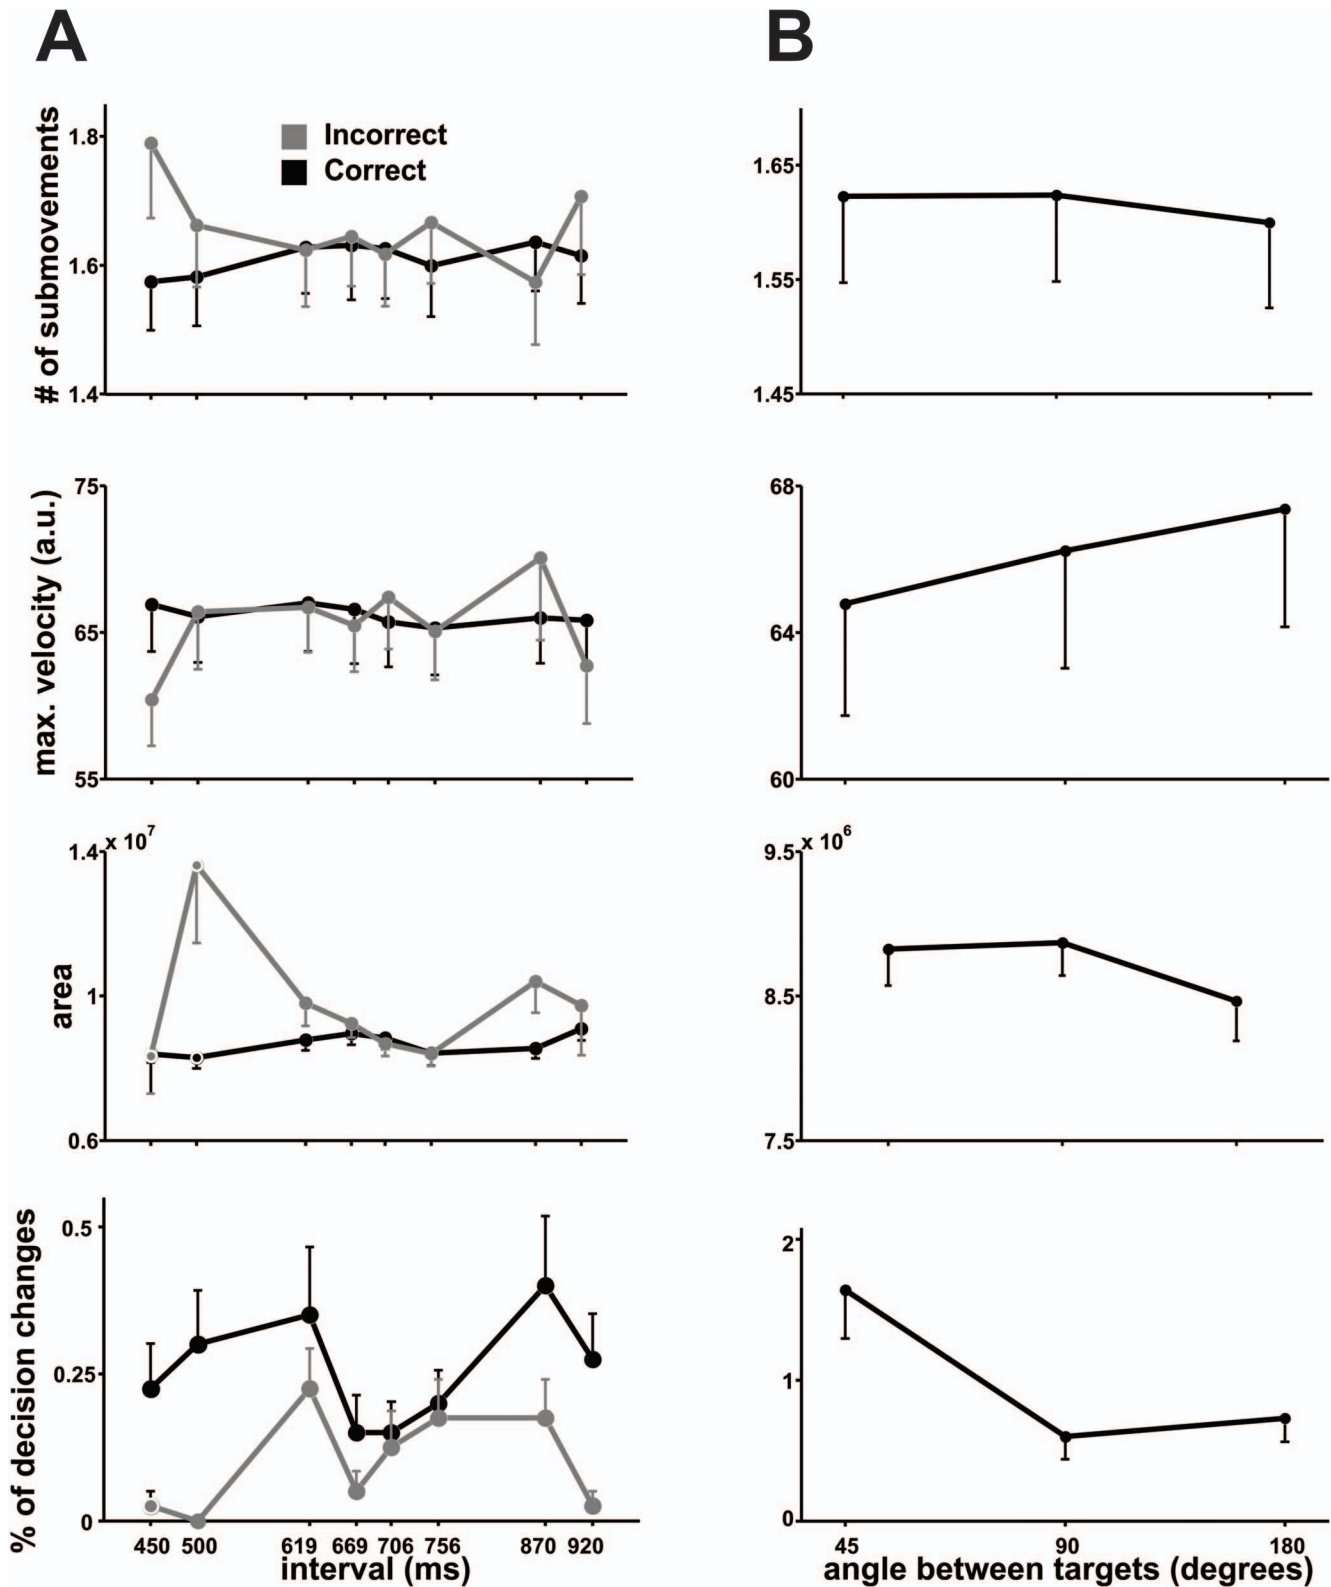 A
B
# of submovements
1.8
1.6
1.4
Incorrect
Correct
1.65
1.55
1.45
max. velocity (a.u.)
75
65
55
68
64
60
area
x 10^7
1.4
1
0.6
x 10^6
9.5
8.5
7.5
% of decision changes
0.5
0.25
0
450 500 619 669 706 756 870 920
interval (ms)
2
1
0
45 90 180
angle between targets (degrees)